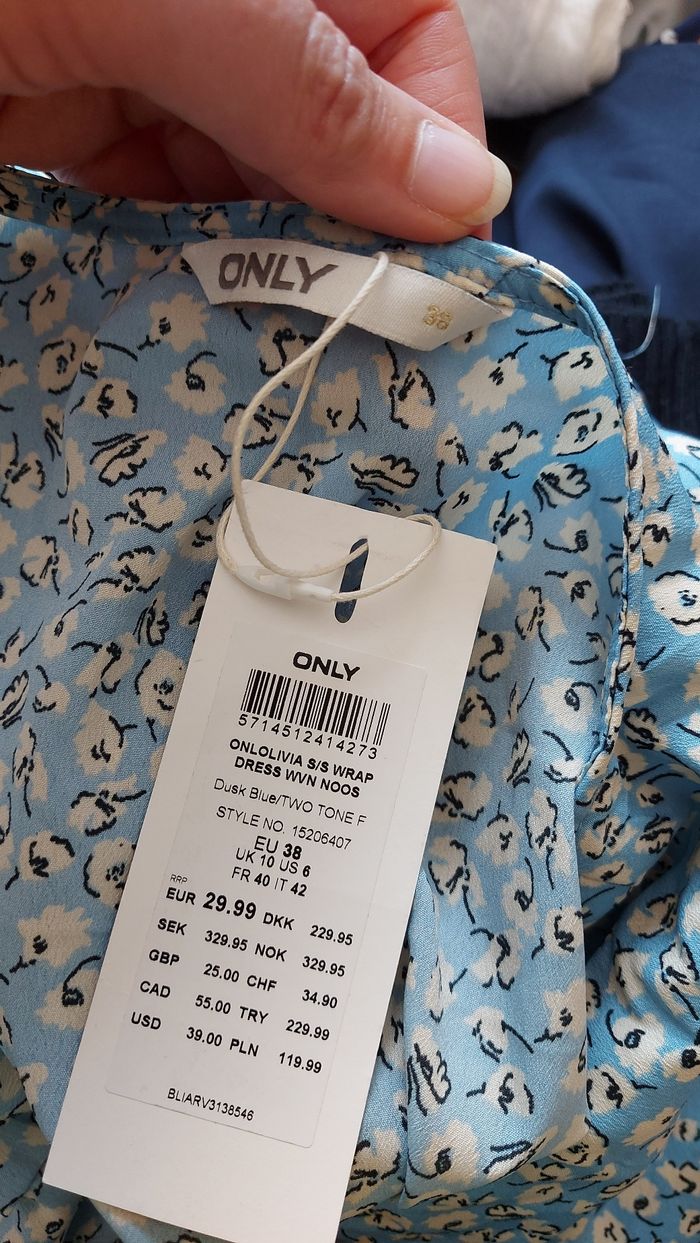 ONLY
38
ONLY
5714512414273
ONLOLIVIA S/S WRAP
DRESS WVN NOOS
Dusk Blue/TWO TONE F
STYLE NO. 15206407
EU 38
UK 10 US 6
FR 40 IT 42
RRP
EUR 29.99 DKK 229.95
SEK 329.95 NOK 329.95
GBP 25.00 CHF 34.90
CAD 55.00 TRY 229.99
USD 39.00 PLN 119.99
BLIARV3138546